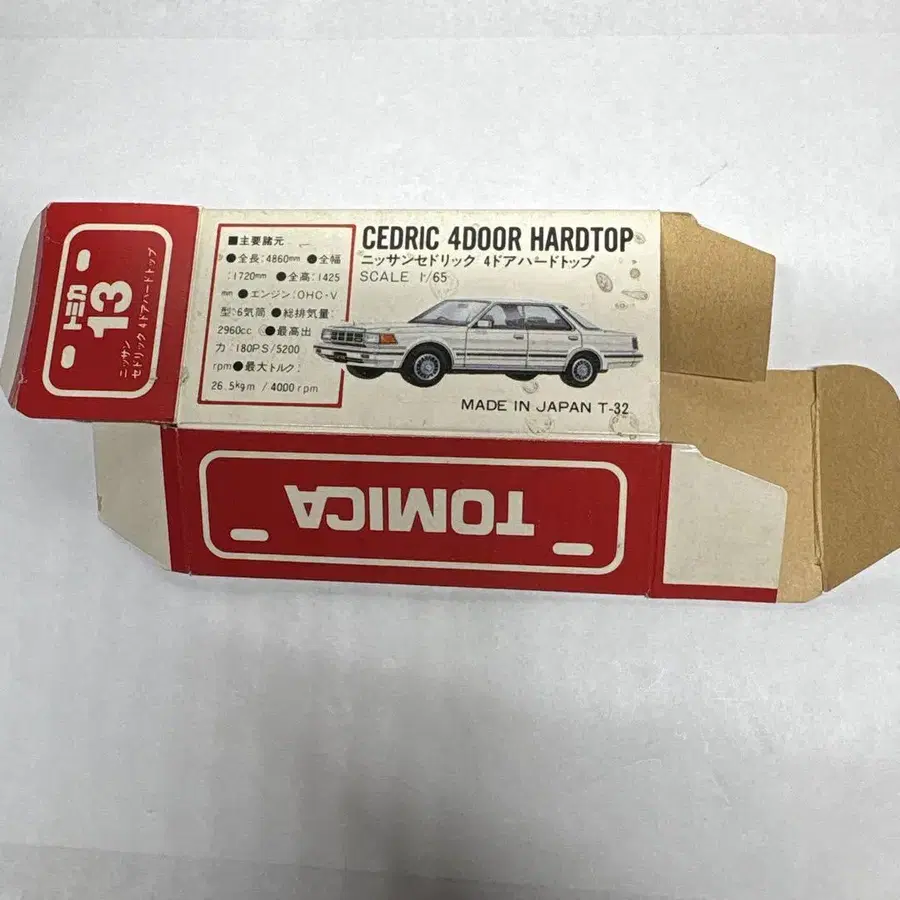 トミカ
13
ニッサン
セドリック 4ドアハードトップ
■主要諸元
●全長:4860mm ●全幅
:1720mm ●全高:1425
mm ●エンジン:OHC・V
型:6気筒 ●総排気量:
2960cc ●最高出
力:180PS/5200
rpm ●最大トルク:
26.5kgm / 4000rpm
CEDRIC 4DOOR HARDTOP
ニッサンセドリック 4ドアハードトップ
SCALE 1/65
MADE IN JAPAN T-32
TOMICA